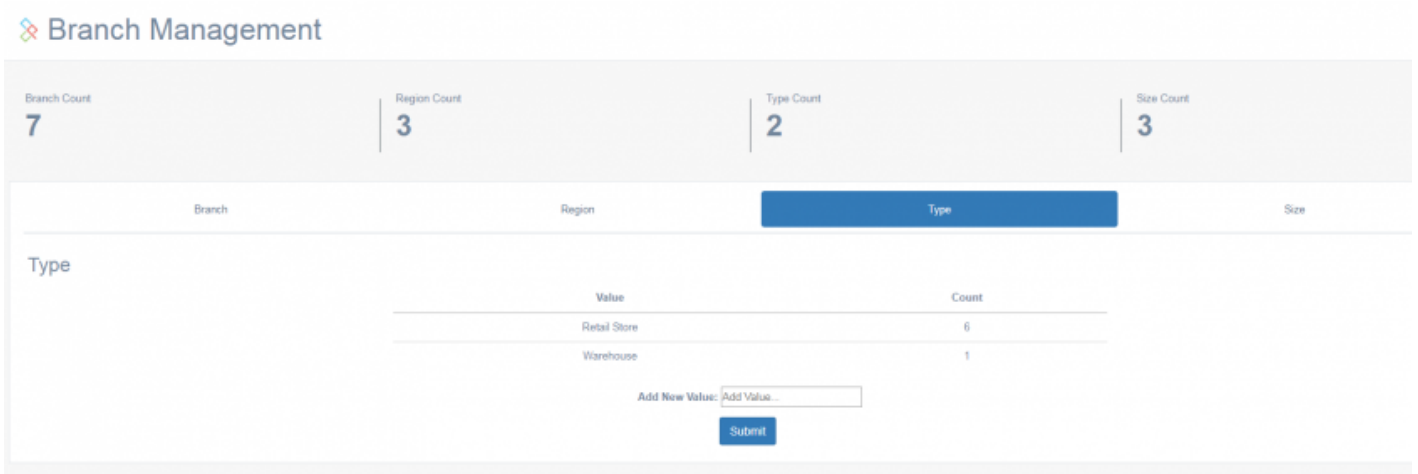 Branch Management
Branch Count Region Count Type Count Size Count
7 3 2 3
Branch Region Type Size
Type
Value Count
Retail Store 6
Warehouse 1
Add New Value: Add Value...
Submit